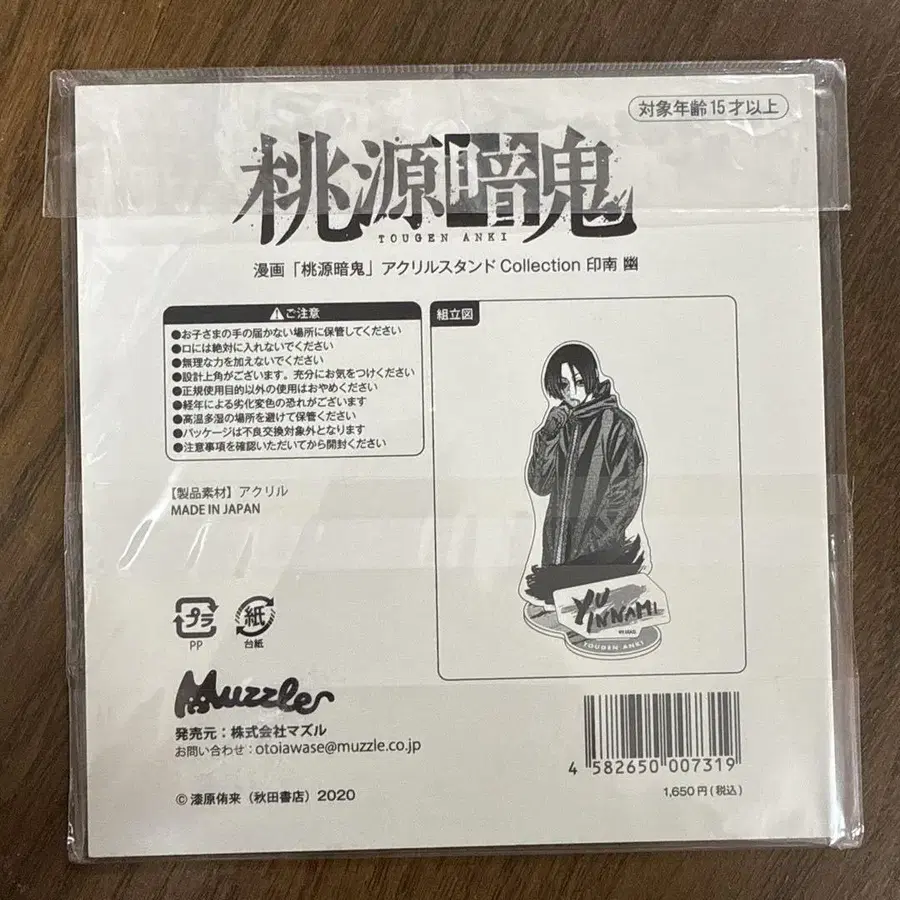 対象年齢15才以上
桃源暗鬼
TOUGEN ANKI
漫画「桃源暗鬼」アクリルスタンド Collection 印南 幽
⚠ご注意
●お子さまの手の届かない場所に保管してください
●口には絶対に入れないでください
●無理な力を加えないでください
●設計上角がございます。充分にお気をつけください
●正規使用目的以外の使用はおやめください
●経年による劣化変色の恐れがございます
●高温多湿の場所を避けて保管ください
●パッケージは不良交換対象外となります
●注意事項を確認いただいてから開封ください
組立図
【製品素材】アクリル
MADE IN JAPAN
YU
INNAMI
TOUGEN ANKI
プラ
PP
紙
台紙
Muzzle
発売元：株式会社マズル
お問い合わせ：otoiawase@muzzle.co.jp
©漆原侑来（秋田書店）2020
4 582650 007319
1,650円(税込)